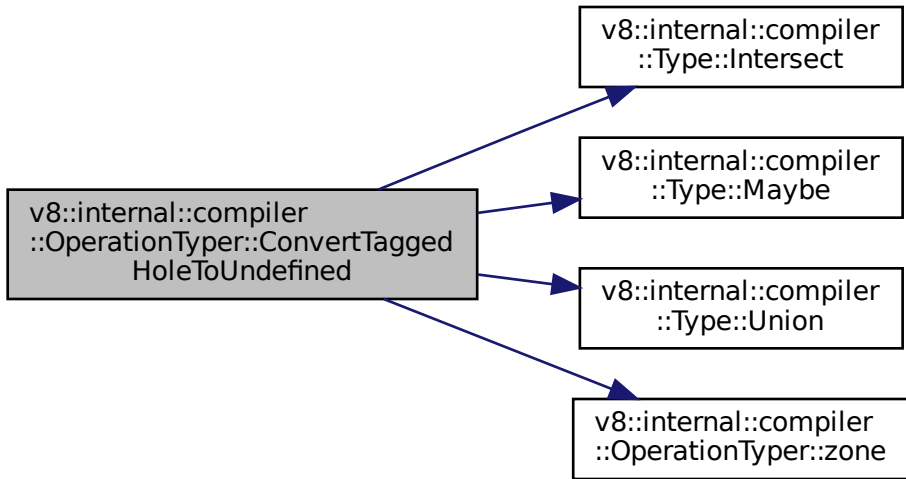 v8::internal::compiler
::Type::Intersect
v8::internal::compiler
::Type::Maybe
v8::internal::compiler
::OperationTyper::ConvertTagged
HoleToUndefined
v8::internal::compiler
::Type::Union
v8::internal::compiler
::OperationTyper::zone